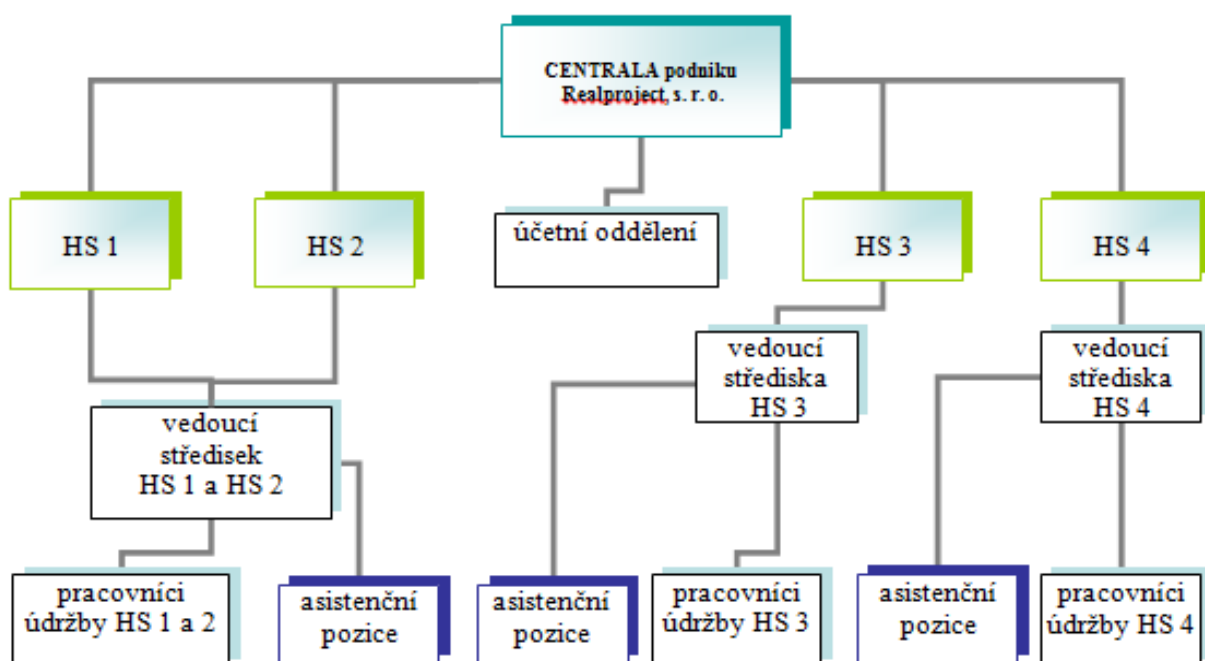 CENTRALA podniku
Realproject, s. r. o.
HS 1
HS 2
účetní oddělení
HS 3
HS 4
vedoucí
střediska
HS 3
vedoucí
střediska
HS 4
vedoucí
středisek
HS 1 a HS 2
pracovníci
údržby HS 1 a 2
asistenční
pozice
asistenční
pozice
pracovníci
údržby HS 3
asistenční
pozice
pracovníci
údržby HS 4